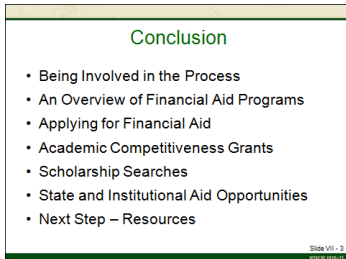 Conclusion
• Being Involved in the Process
• An Overview of Financial Aid Programs
• Applying for Financial Aid
• Academic Competitiveness Grants
• Scholarship Searches
• State and Institutional Aid Opportunities
• Next Step – Resources
Slide VII - 3